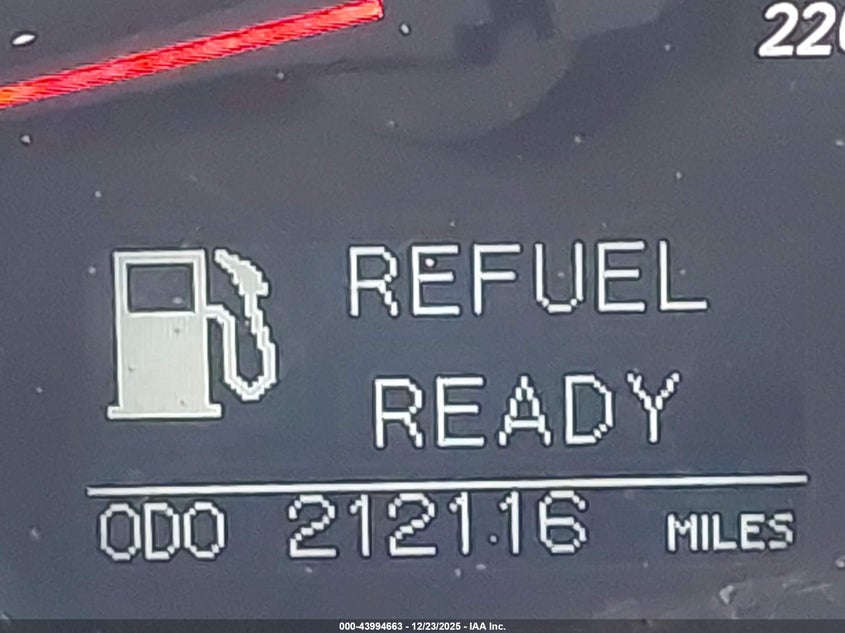 220
REFUEL
READY
ODO 212116 MILES
000-43994663 - 12/23/2025 - IAA Inc.